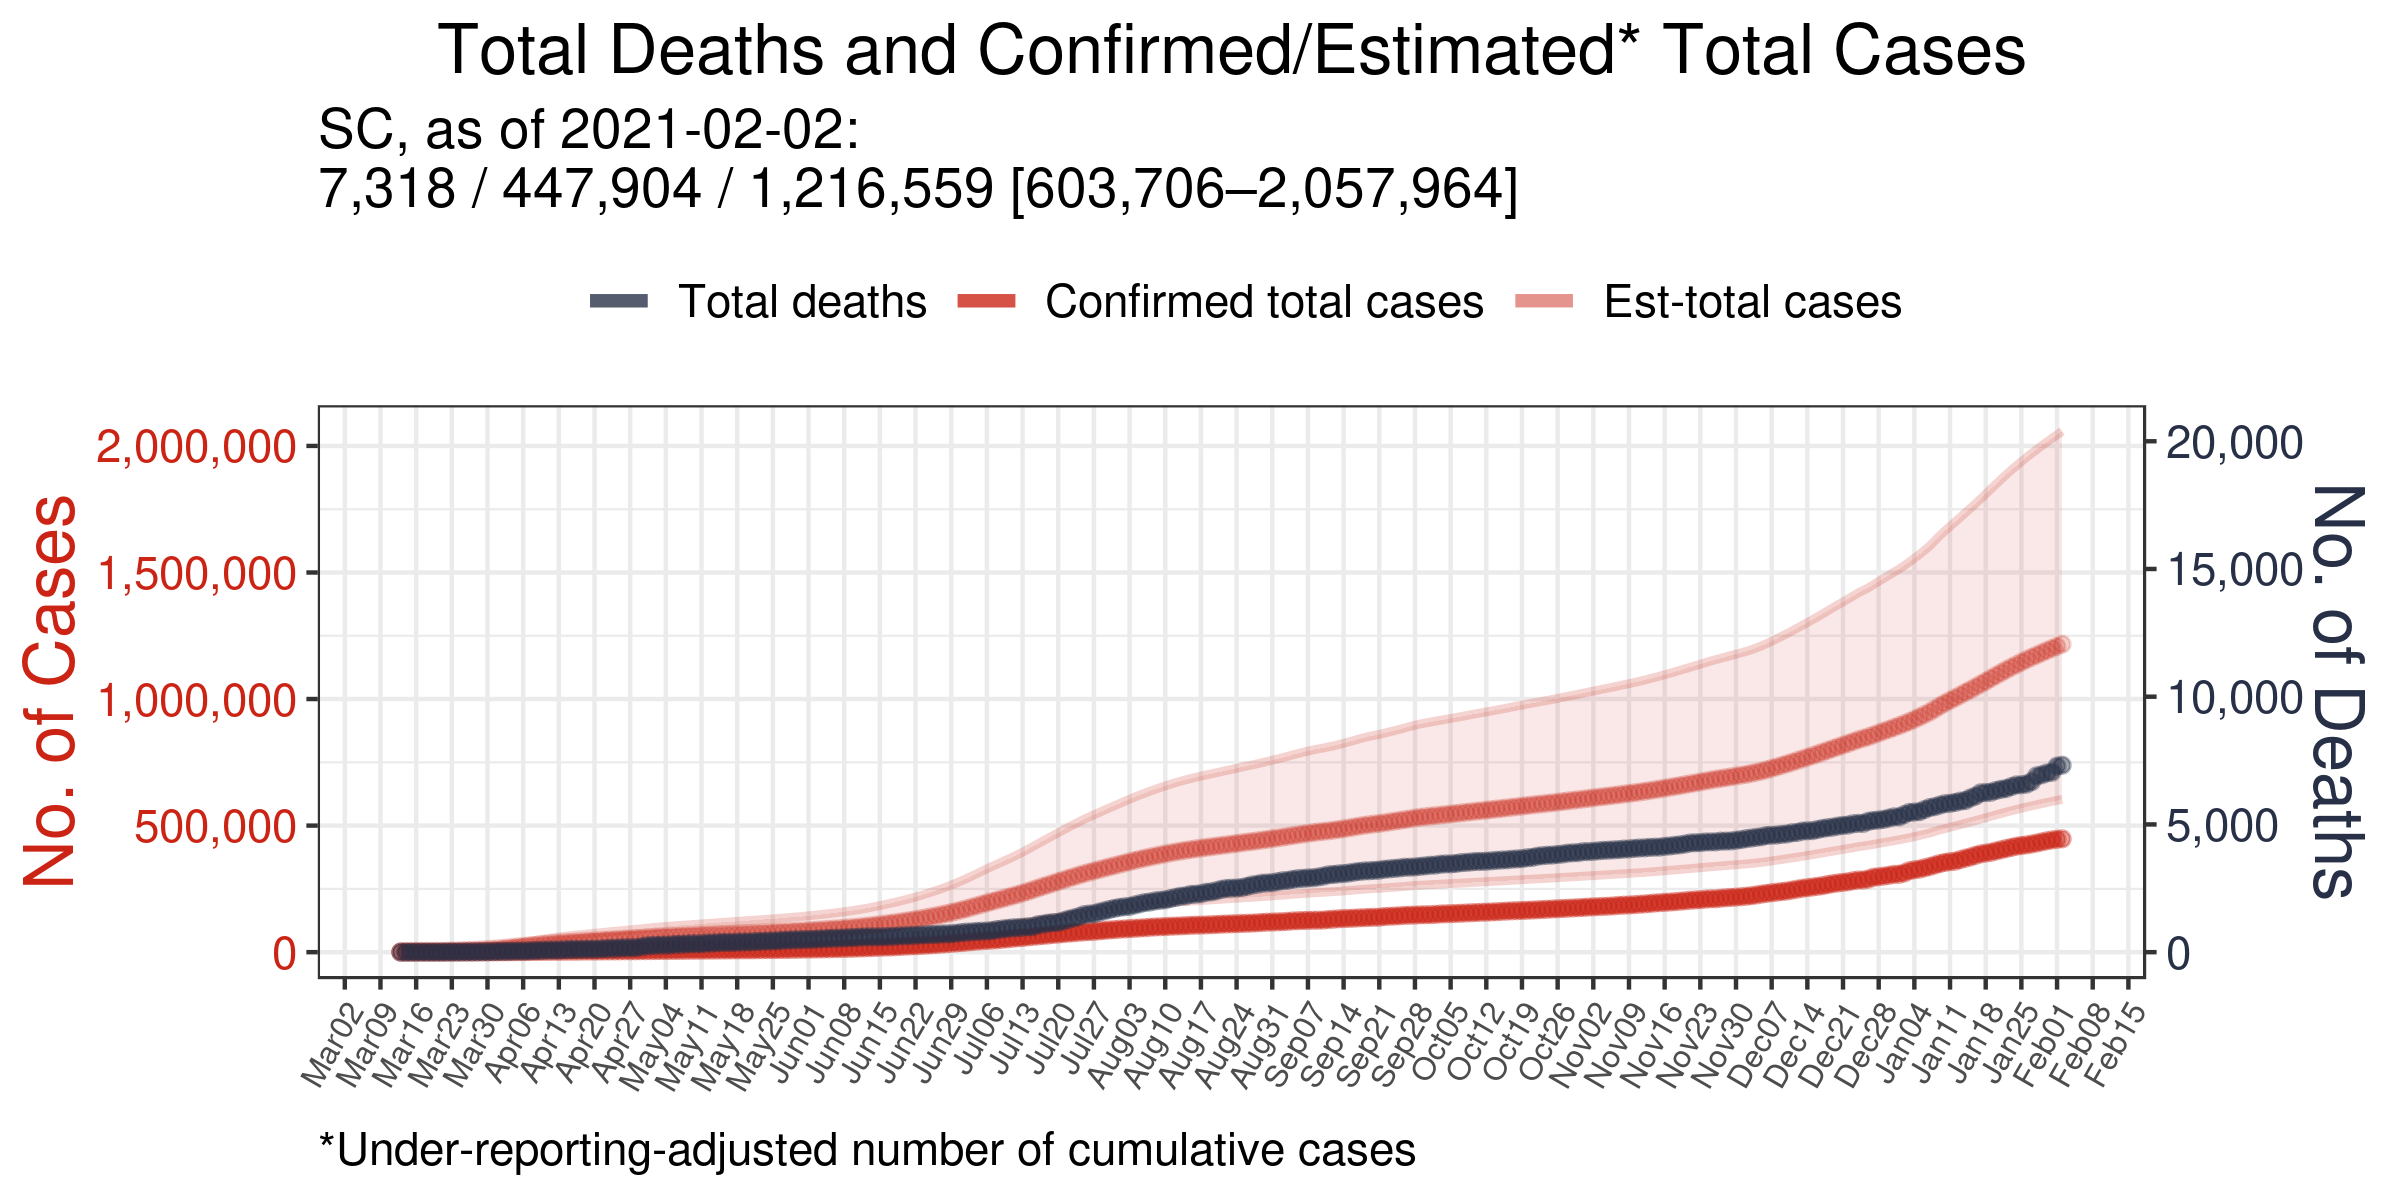 Total Deaths and Confirmed/Estimated* Total Cases
SC, as of 2021-02-02:
7,318 / 447,904 / 1,216,559 [603,706–2,057,964]
Total deaths
Confirmed total cases
Est-total cases
No. of Cases
2,000,000
1,500,000
1,000,000
500,000
0
20,000
15,000
10,000
5,000
0
No. of Deaths
Mar02
Mar09
Mar16
Mar23
Mar30
Apr06
Apr13
Apr20
Apr27
May04
May11
May18
May25
Jun01
Jun08
Jun15
Jun22
Jun29
Jul06
Jul13
Jul20
Jul27
Aug03
Aug10
Aug17
Aug24
Aug31
Sep07
Sep14
Sep21
Sep28
Oct05
Oct12
Oct19
Oct26
Nov02
Nov09
Nov16
Nov23
Nov30
Dec07
Dec14
Dec21
Dec28
Jan04
Jan11
Jan18
Jan25
Feb01
Feb08
Feb15
*Under-reporting-adjusted number of cumulative cases